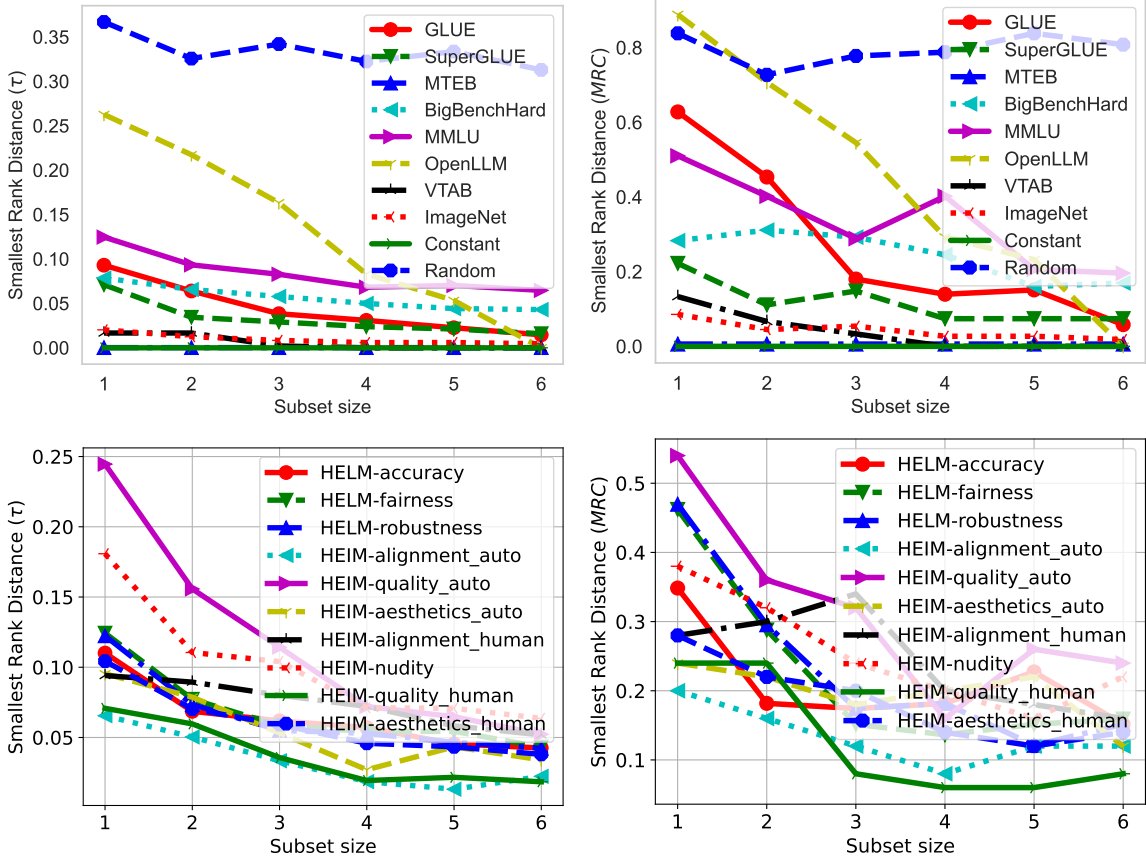 Smallest Rank Distance (τ)
0.35
0.30
0.25
0.20
0.15
0.10
0.05
0.00
GLUE
SuperGLUE
MTEB
BigBenchHard
MMLU
OpenLLM
VTAB
ImageNet
Constant
Random
1 2 3 4 5 6
Subset size
Smallest Rank Distance (MRC)
0.8
0.6
0.4
0.2
0.0
GLUE
SuperGLUE
MTEB
BigBenchHard
MMLU
OpenLLM
VTAB
ImageNet
Constant
Random
1 2 3 4 5 6
Subset size
Smallest Rank Distance (τ)
0.25
0.20
0.15
0.10
0.05
HELM-accuracy
HELM-fairness
HELM-robustness
HEIM-alignment_auto
HEIM-quality_auto
HEIM-aesthetics_auto
HEIM-alignment_human
HEIM-nudity
HEIM-quality_human
HEIM-aesthetics_human
1 2 3 4 5 6
Subset size
Smallest Rank Distance (MRC)
0.5
0.4
0.3
0.2
0.1
HELM-accuracy
HELM-fairness
HELM-robustness
HEIM-alignment_auto
HEIM-quality_auto
HEIM-aesthetics_auto
HEIM-alignment_human
HEIM-nudity
HEIM-quality_human
HEIM-aesthetics_human
1 2 3 4 5 6
Subset size